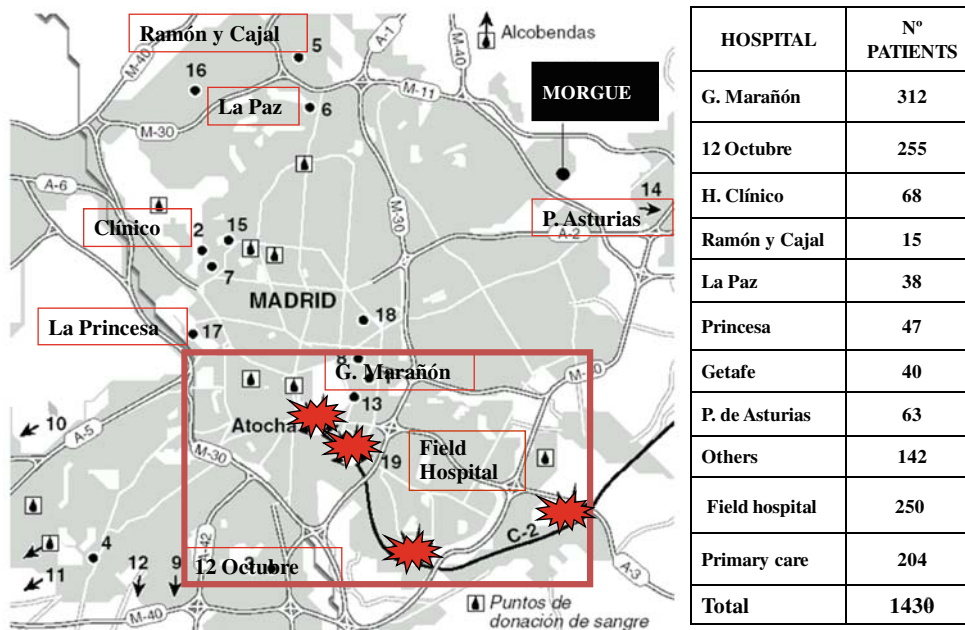 Ramón y Cajal
5
A-1
M-40
Alcobendas
M-40
16
La Paz
6
M-11
MORGUE
M-30
A-6
14
P. Asturias
A-2
M-30
Clínico
2
15
7
MADRID
La Princesa
17
18
8
G. Marañón
1
13
10
A-5
Atocha
M-30
19
Field
Hospital
C-2
A-3
4
11
12
9
A-42
3
12 Octubre
M-40
Puntos de
donación de sangre
HOSPITAL Nº PATIENTS
G. Marañón 312
12 Octubre 255
H. Clínico 68
Ramón y Cajal 15
La Paz 38
Princesa 47
Getafe 40
P. de Asturias 63
Others 142
Field hospital 250
Primary care 204
Total 1430